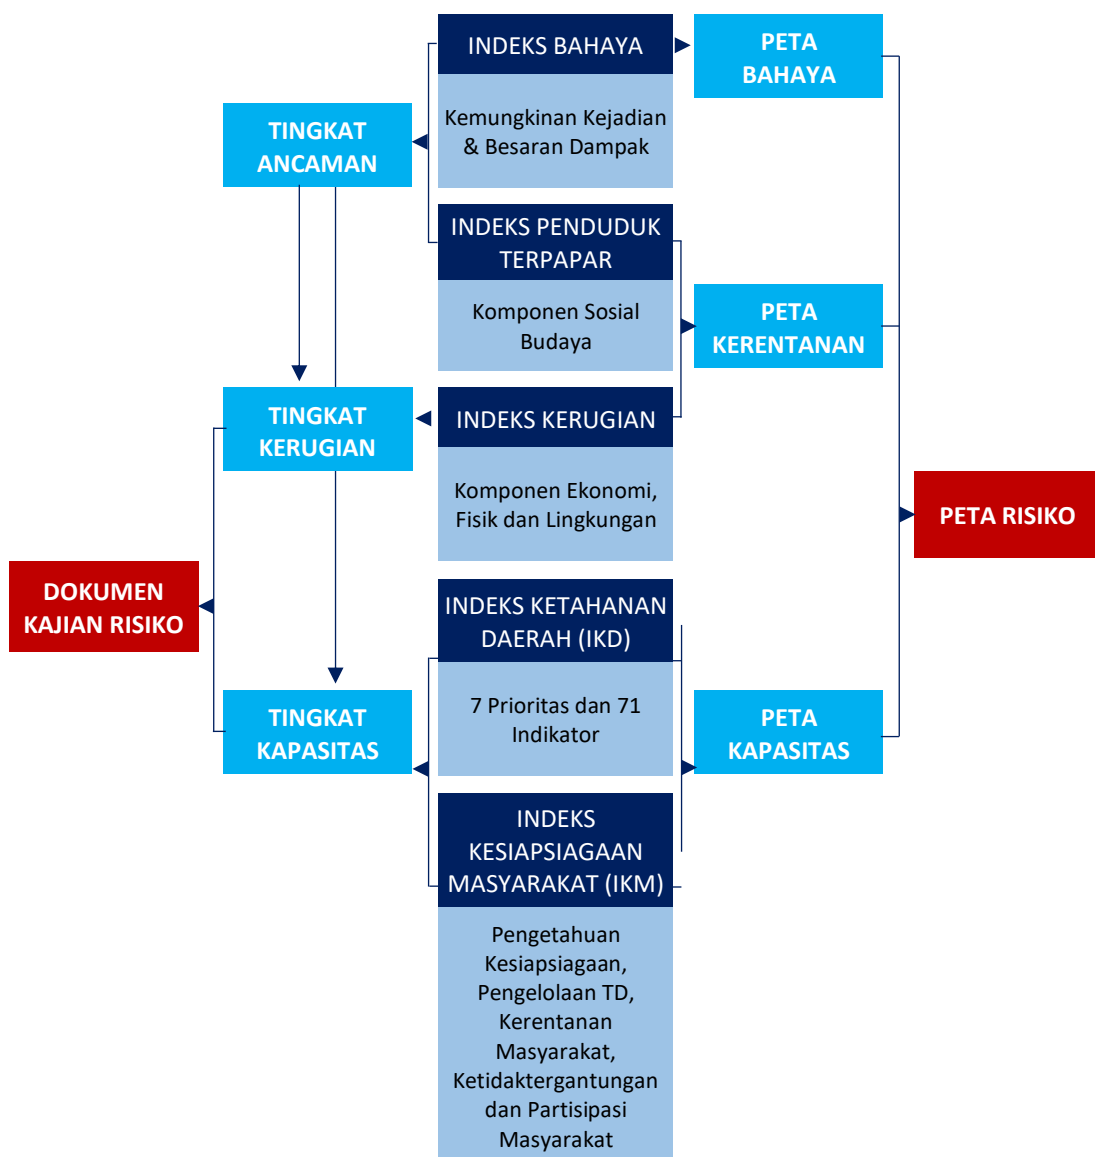 INDEKS BAHAYA
Kemungkinan Kejadian
& Besaran Dampak
PETA
BAHAYA
TINGKAT
ANCAMAN
INDEKS PENDUDUK
TERPAPAR
Komponen Sosial
Budaya
PETA
KERENTANAN
TINGKAT
KERUGIAN
INDEKS KERUGIAN
Komponen Ekonomi,
Fisik dan Lingkungan
PETA RISIKO
DOKUMEN
KAJIAN RISIKO
INDEKS KETAHANAN
DAERAH (IKD)
7 Prioritas dan 71
Indikator
TINGKAT
KAPASITAS
PETA
KAPASITAS
INDEKS
KESIAPSIAGAAN
MASYARAKAT (IKM)
Pengetahuan
Kesiapsiagaan,
Pengelolaan TD,
Kerentanan
Masyarakat,
Ketidaktergantungan
dan Partisipasi
Masyarakat